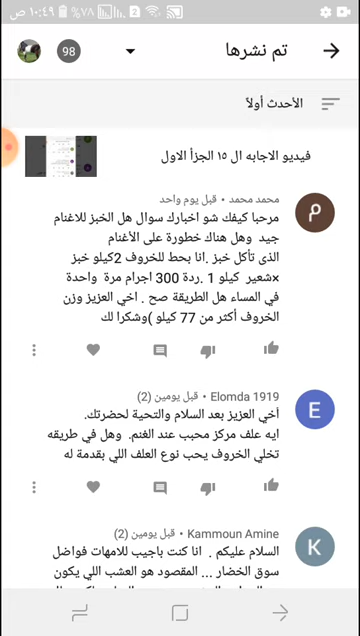 ١٠:٤٩ ص
٧٨%
2
تم نشرها
98
الأحدث أولاً
فيديو الاجابه ال ١٥ الجزأ الاول
محمد محمد • قبل يوم واحد
مرحبا كيفك شو اخبارك سوال هل الخبز للاغنام
جيد وهل هناك خطورة على الأغنام
الذى تأكل خبز .انا بحط للخروف 2كيلو خبز
×شعير كيلو 1 .ردة 300 اجرام مرة واحدة
في المساء هل الطريقة صح . اخي العزيز وزن
الخروف أكثر من 77 كيلو )وشكرا لك
Elomda 1919 • قبل يومين (2)
أخي العزيز بعد السلام والتحية لحضرتك.
ايه علف مركز محبب عند الغنم. وهل في طريقه
تخلي الخروف يحب نوع العلف اللي بقدمة له
E
Kammoun Amine • قبل يومين (2)
السلام عليكم . انا كنت باجيب للامهات فواضل
سوق الخضار ... المقصود هو العشب اللي يكون
K